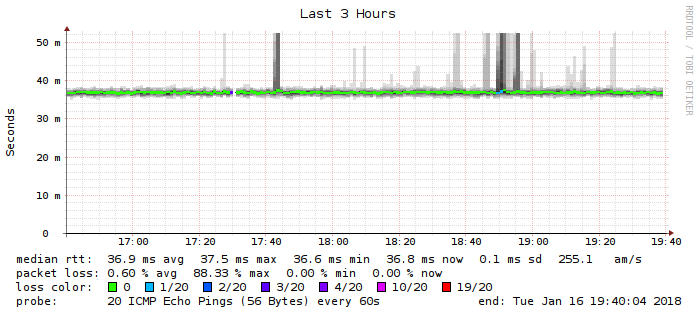 Last 3 Hours
RRDTOOL / TOBI OETIKER
Seconds
50 m
40 m
30 m
20 m
10 m
0
17:00 17:20 17:40 18:00 18:20 18:40 19:00 19:20 19:40
median rtt: 36.9 ms avg 37.5 ms max 36.6 ms min 36.8 ms now 0.1 ms sd 255.1 am/s
packet loss: 0.60 % avg 88.33 % max 0.00 % min 0.00 % now
loss color: 0 1/20 2/20 3/20 4/20 10/20 19/20
probe: 20 ICMP Echo Pings (56 Bytes) every 60s end: Tue Jan 16 19:40:04 2018